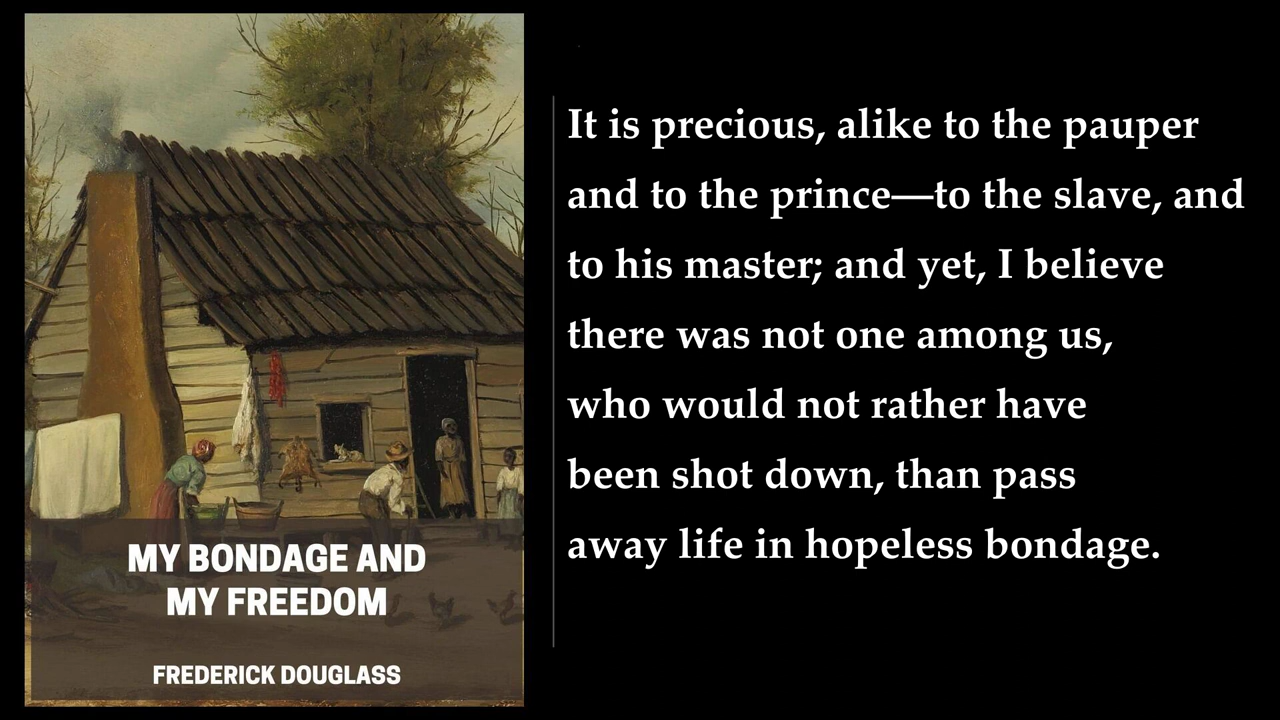 MY BONDAGE AND
MY FREEDOM
FREDERICK DOUGLASS
It is precious, alike to the pauper
and to the prince—to the slave, and
to his master; and yet, I believe
there was not one among us,
who would not rather have
been shot down, than pass
away life in hopeless bondage.